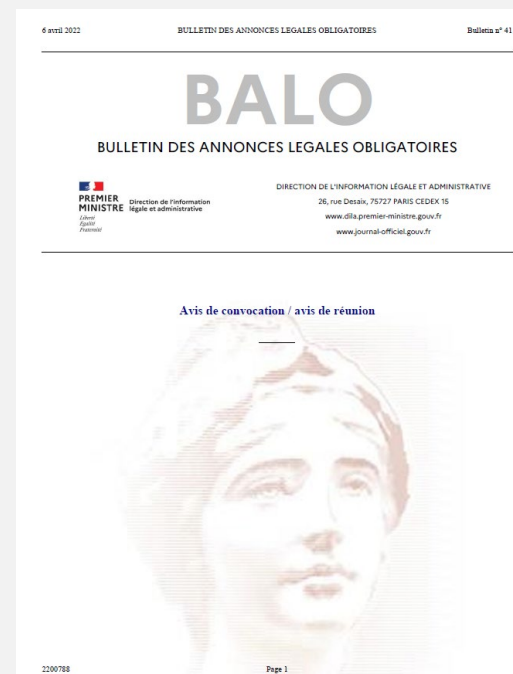 6 avril 2022 BULLETIN DES ANNONCES LEGALES OBLIGATOIRES Bulletin n° 41
BALO
BULLETIN DES ANNONCES LEGALES OBLIGATOIRES
PREMIER
MINISTRE
Liberté
Égalité
Fraternité
Direction de l'information
légale et administrative
DIRECTION DE L'INFORMATION LÉGALE ET ADMINISTRATIVE
26, rue Desaix, 75727 PARIS CEDEX 15
www.dila.premier-ministre.gouv.fr
www.journal-officiel.gouv.fr
Avis de convocation / avis de réunion
2200788 Page 1